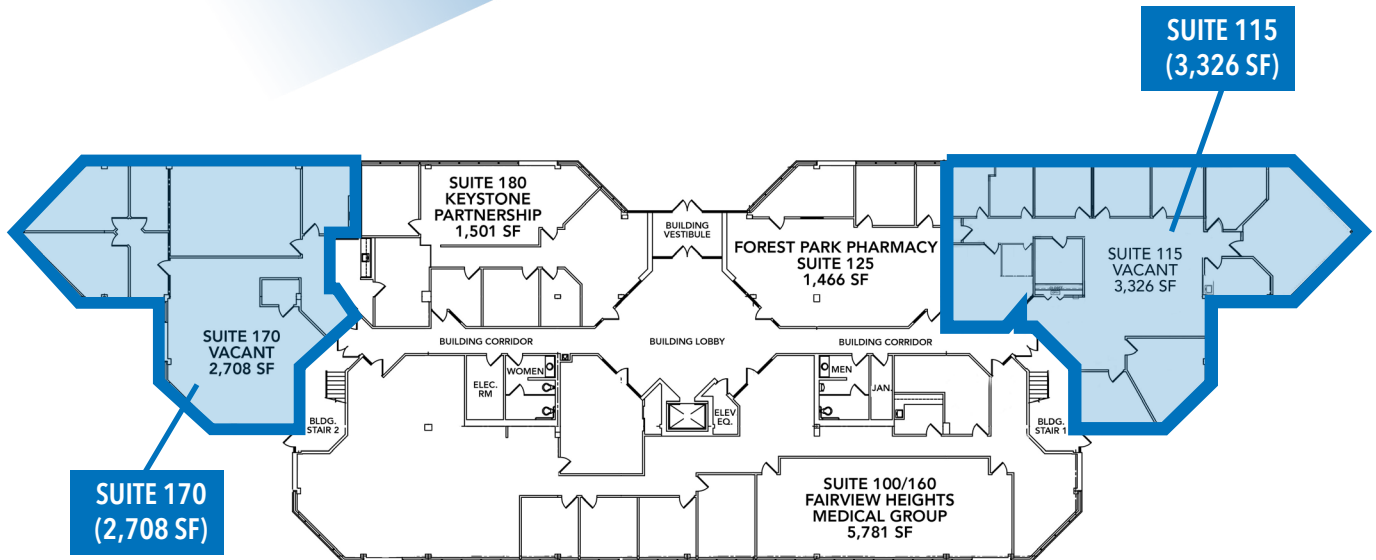 SUITE 115
(3,326 SF)
SUITE 180
KEYSTONE
PARTNERSHIP
1,501 SF
BUILDING
VESTIBULE
FOREST PARK PHARMACY
SUITE 125
1,466 SF
SUITE 115
VACANT
3,326 SF
SUITE 170
VACANT
2,708 SF
BUILDING CORRIDOR
BUILDING LOBBY
BUILDING CORRIDOR
ELEC.
RM
WOMEN
MEN
JAN.
ELEV
EQ.
BLDG.
STAIR 2
BLDG.
STAIR 1
SUITE 100/160
FAIRVIEW HEIGHTS
MEDICAL GROUP
5,781 SF
SUITE 170
(2,708 SF)